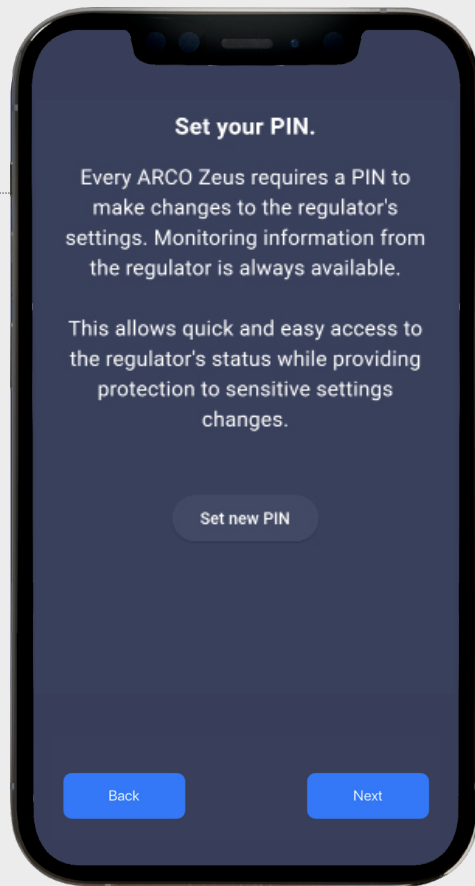 Set your PIN.
Every ARCO Zeus requires a PIN to
make changes to the regulator's
settings. Monitoring information from
the regulator is always available.
This allows quick and easy access to
the regulator's status while providing
protection to sensitive settings
changes.
Set new PIN
Back
Next